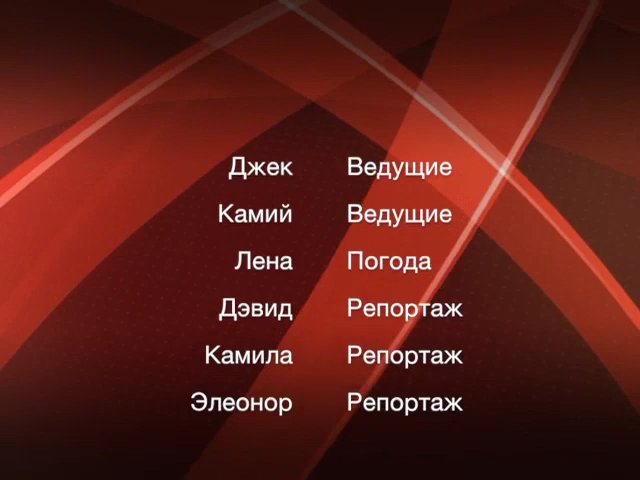 Джек Ведущие
Камий Ведущие
Лена Погода
Дэвид Репортаж
Камила Репортаж
Элеонор Репортаж